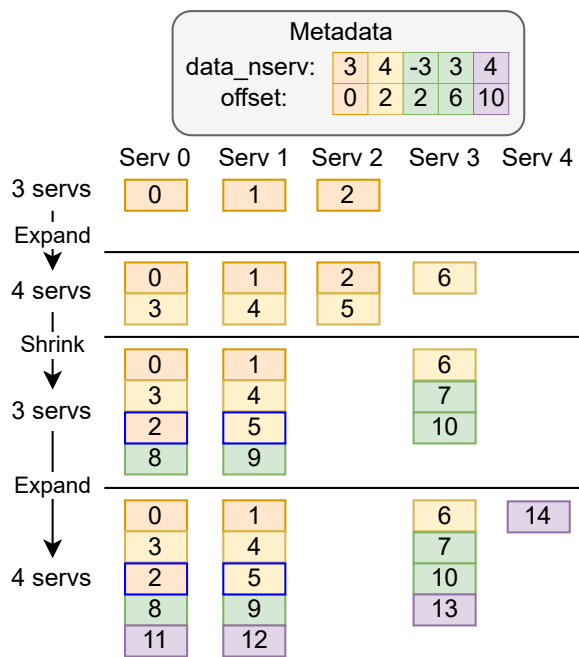 Metadata
data_nserv: 3 4 -3 3 4
offset: 0 2 2 6 10
Serv 0 Serv 1 Serv 2 Serv 3 Serv 4
3 servs 0 1 2
Expand
0 1 2 6
4 servs
3 4 5
Shrink
0 1 6
3 4 7
3 servs
2 5 10
8 9
Expand
0 1 6 14
3 4 7
4 servs 2 5 10
8 9 13
11 12